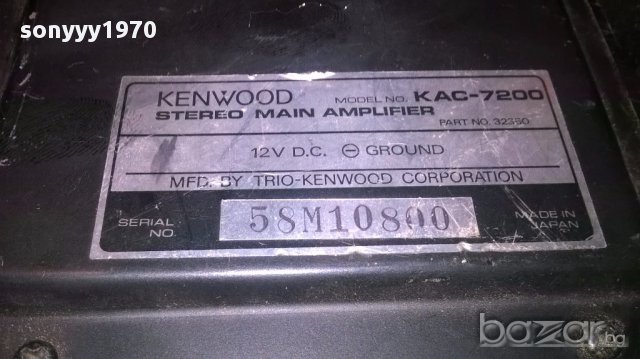 sonyyy1970
KENWOOD MODEL NO. KAC-7200
STEREO MAIN AMPLIFIER PART NO. 32360
12V D.C. ⊖ GROUND
MFD. BY TRIO-KENWOOD CORPORATION
SERIAL NO. 58M10800 MADE IN JAPAN
bazar.bg